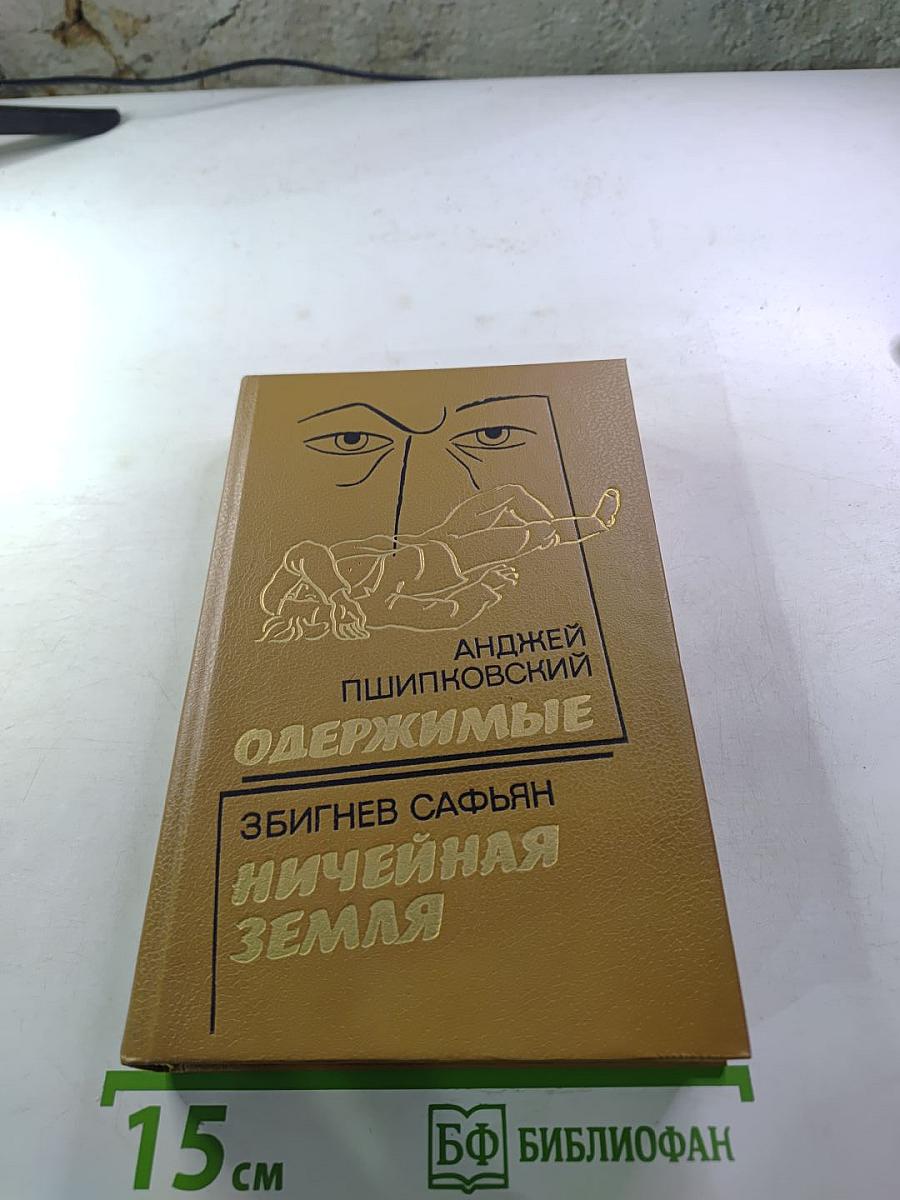 АНДЖЕЙ
ПШИПКОВСКИЙ
ОДЕРЖИМЫЕ
ЗБИГНЕВ САФЬЯН
НИЧЕЙНАЯ
ЗЕМЛЯ
15 см
БФ БИБЛИОФАН